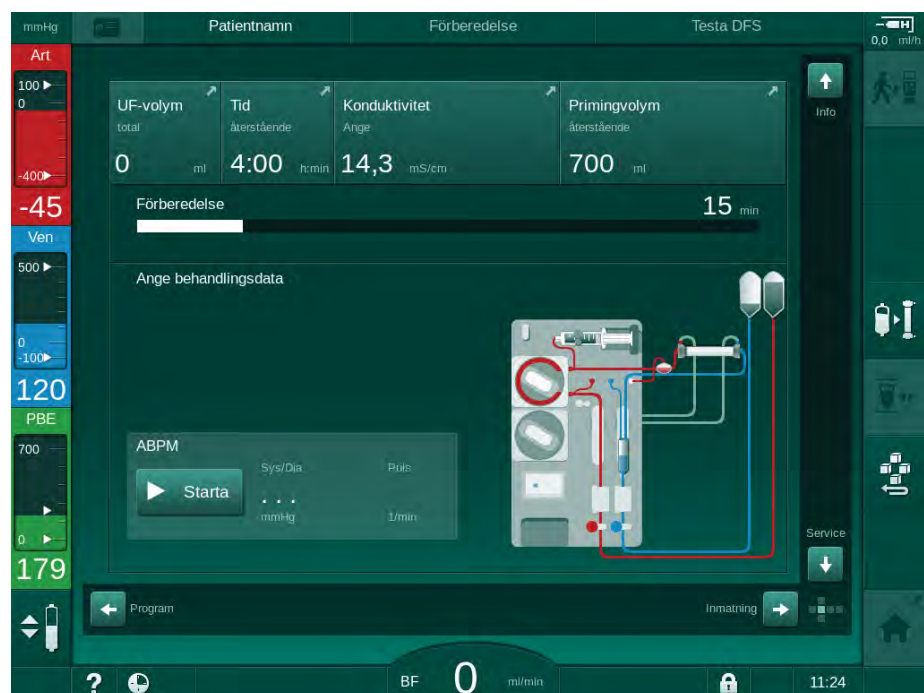 mmHg
Patientnamn
Förberedelse
Testa DFS
0,0 ml/h
Art
100
0
-400
-45
Ven
500
0
-100
120
PBE
700
0
179
UF-volym
total
0 ml
Tid
återstående
4:00 h:min
Konduktivitet
Ange
14,3 mS/cm
Primingvolym
återstående
700 ml
Info
Förberedelse
15 min
Ange behandlingsdata
ABPM
Starta
Sys/Dia
. . .
mmHg
Puls
1/min
Service
Program
Inmatning
? BF 0 ml/min 11:24